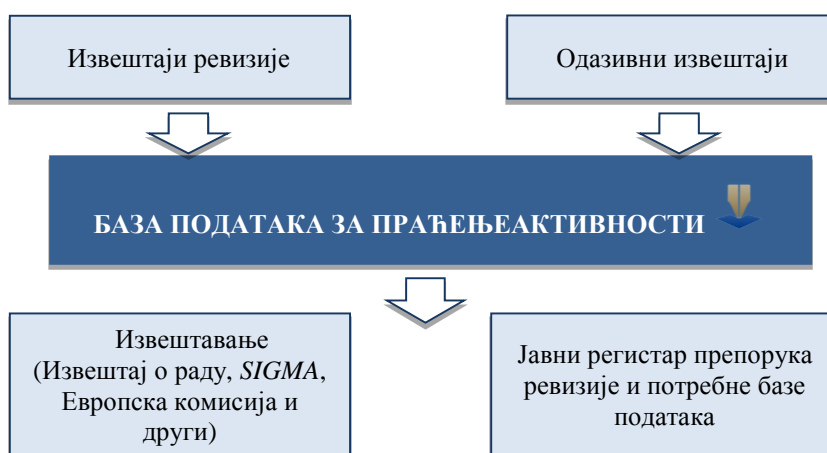 Извештаји ревизије
Одазивни извештаји
БАЗА ПОДАТАКА ЗА ПРАЋЕЊЕАКТИВНОСТИ
Извештавање
(Извештај о раду, SIGMA,
Европска комисија и
други)
Јавни регистар препорука
ревизије и потребне базе
података